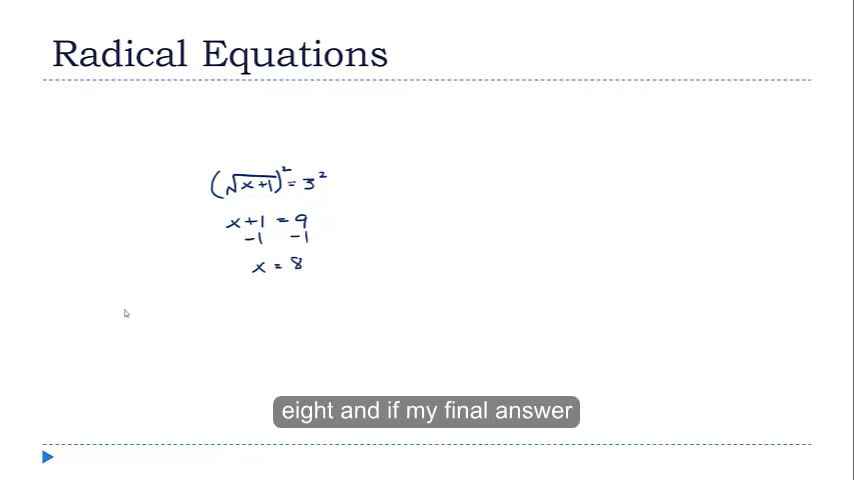 Radical Equations
(√x+1)² = 3²
x+1 = 9
-1 -1
x = 8
eight and if my final answer